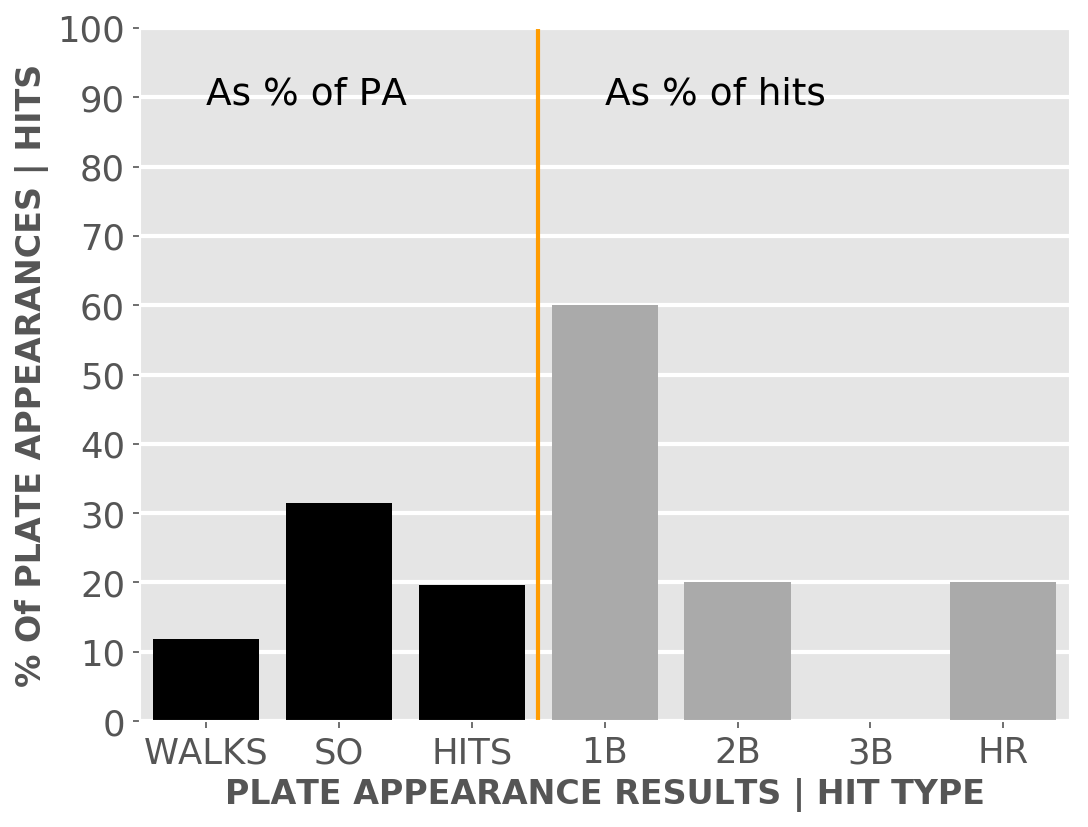 % Of PLATE APPEARANCES | HITS
100
90
80
70
60
50
40
30
20
10
0
As % of PA
As % of hits
WALKS SO HITS 1B 2B 3B HR
PLATE APPEARANCE RESULTS | HIT TYPE